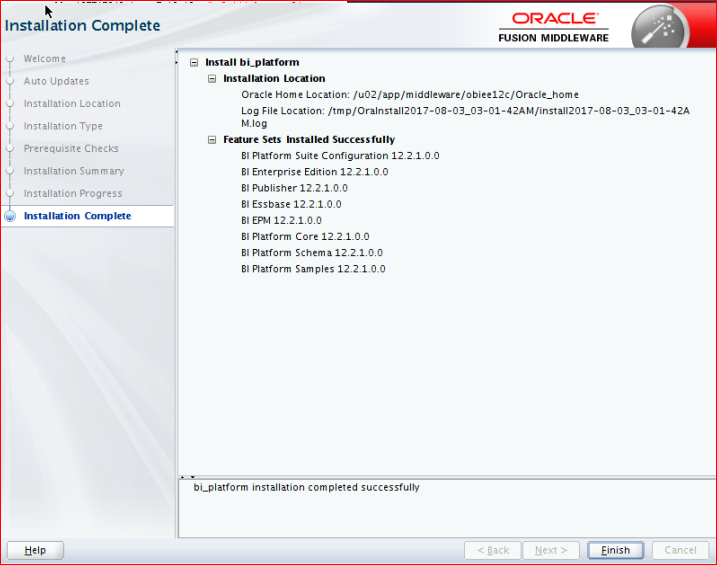 Installation Complete
ORACLE
FUSION MIDDLEWARE
Welcome
Auto Updates
Installation Location
Installation Type
Prerequisite Checks
Installation Summary
Installation Progress
Installation Complete
Install bi_platform
Installation Location
Oracle Home Location: /u02/app/middleware/obiee12c/Oracle_home
Log File Location: /tmp/OraInstall2017-08-03_03-01-42AM/install2017-08-03_03-01-42A
M.log
Feature Sets Installed Successfully
BI Platform Suite Configuration 12.2.1.0.0
BI Enterprise Edition 12.2.1.0.0
BI Publisher 12.2.1.0.0
BI Essbase 12.2.1.0.0
BI EPM 12.2.1.0.0
BI Platform Core 12.2.1.0.0
BI Platform Schema 12.2.1.0.0
BI Platform Samples 12.2.1.0.0
bi_platform installation completed successfully
Help
< Back
Next >
Finish
Cancel